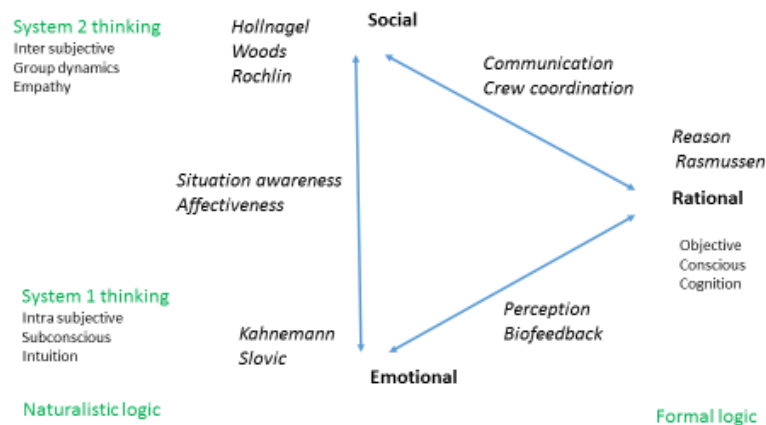 System 2 thinking
Inter subjective
Group dynamics
Empathy
Hollnagel
Woods
Rochlin
Social
Communication
Crew coordination
Reason
Rasmussen
Rational
Objective
Conscious
Cognition
Situation awareness
Affectiveness
System 1 thinking
Intra subjective
Subconscious
Intuition
Kahnemann
Slovic
Perception
Biofeedback
Emotional
Naturalistic logic
Formal logic